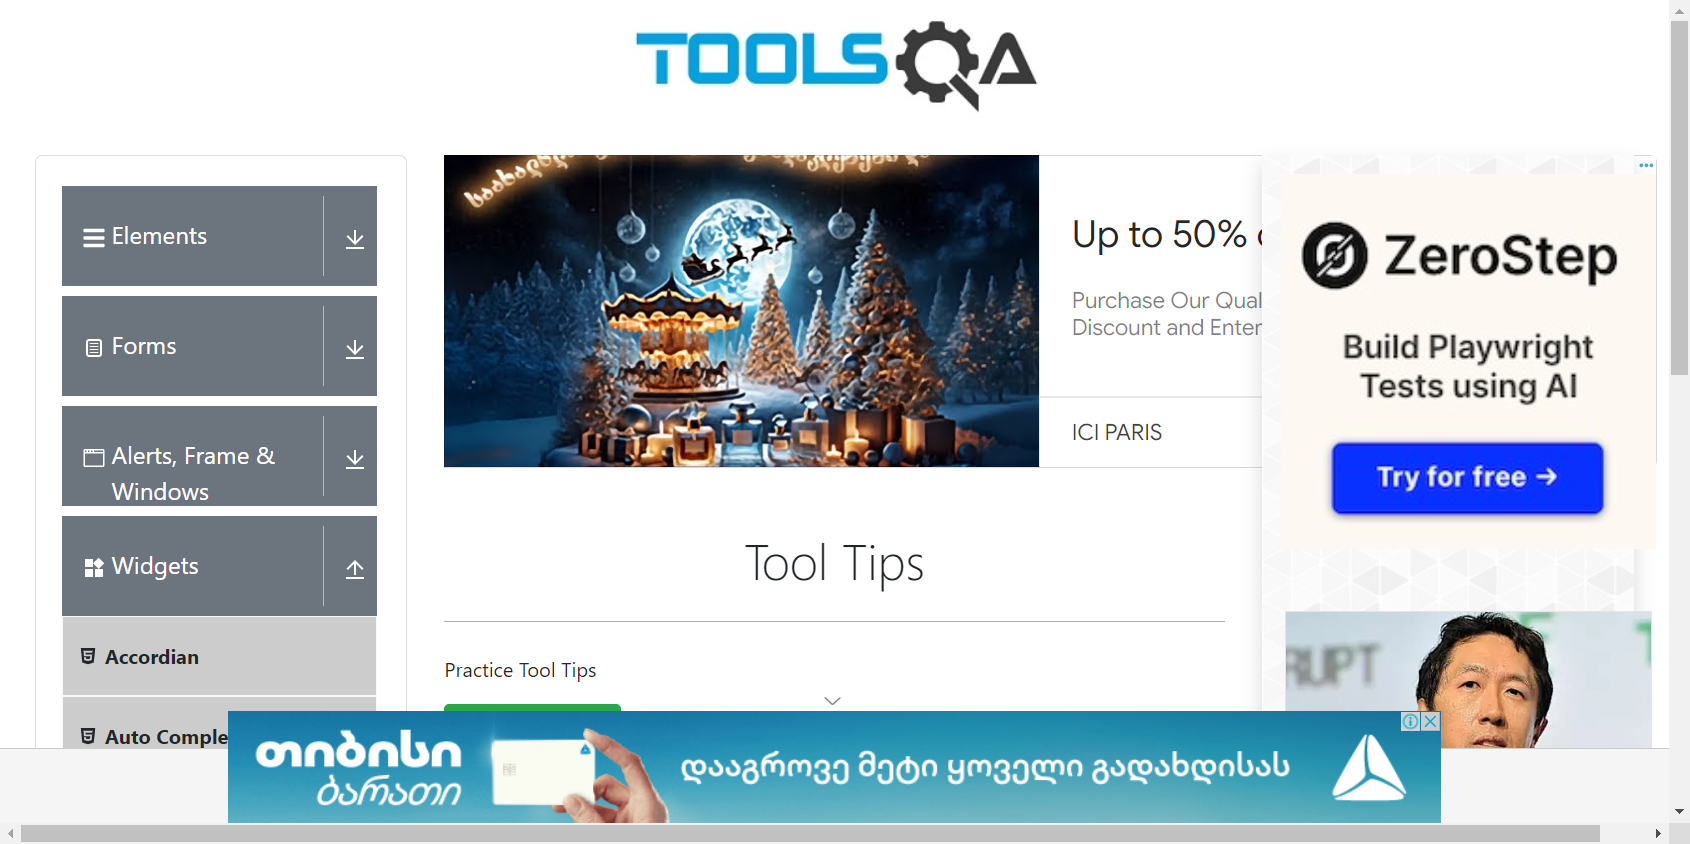 TOOLSQA
Elements
Forms
Alerts, Frame &
Windows
Widgets
Accordian
Auto Comple
Up to 50%
Purchase Our Qual
Discount and Enter
ICI PARIS
ZeroStep
Build Playwright
Tests using AI
Try for free →
Tool Tips
Practice Tool Tips
RUPT
თიბისი
ბარათი
დააგროვე მეტი ყოველი გადახდისას